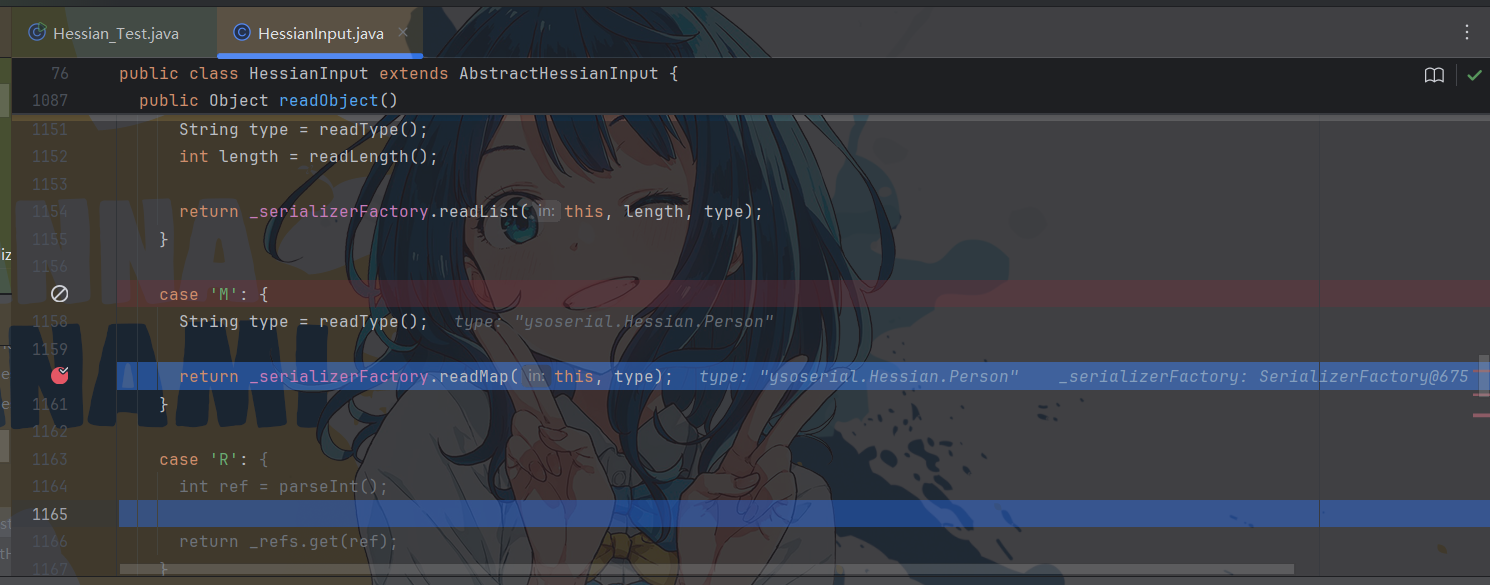 Hessian_Test.java
HessianInput.java
76 public class HessianInput extends AbstractHessianInput {
1087 public Object readObject()
1151 String type = readType();
1152 int length = readLength();
1153
1154 return _serializerFactory.readList( in: this, length, type);
1155 }
1156
case 'M': {
1158 String type = readType(); type: "ysoserial.Hessian.Person"
1159
return _serializerFactory.readMap( in: this, type); type: "ysoserial.Hessian.Person" _serializerFactory: SerializerFactory@675
1161 }
1162
1163 case 'R': {
1164 int ref = parseInt();
1165
1166 return _refs.get(ref);
1167 }